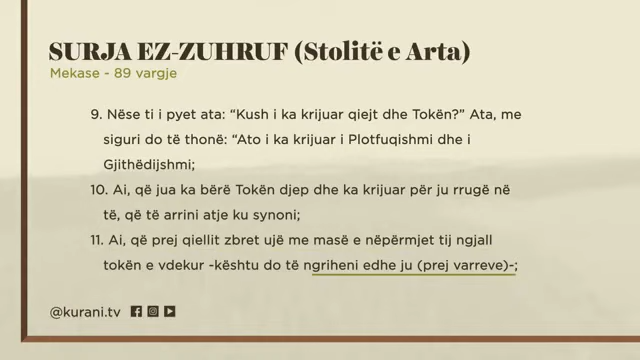 SURJA EZ-ZUHRUF (Stolitë e Arta)
Mekase - 89 vargje
9. Nëse ti i pyet ata: “Kush i ka krijuar qiejt dhe Tokën?” Ata, me
siguri do të thonë: “Ato i ka krijuar i Plotfuqishmi dhe i
Gjithëdijshmi;
10. Ai, që jua ka bërë Tokën djep dhe ka krijuar për ju rrugë në
të, që të arrini atje ku synoni;
11. Ai, që prej qiellit zbret ujë me masë e nëpërmjet tij ngjall
tokën e vdekur -kështu do të ngriheni edhe ju (prej varreve)-;
@kurani.tv